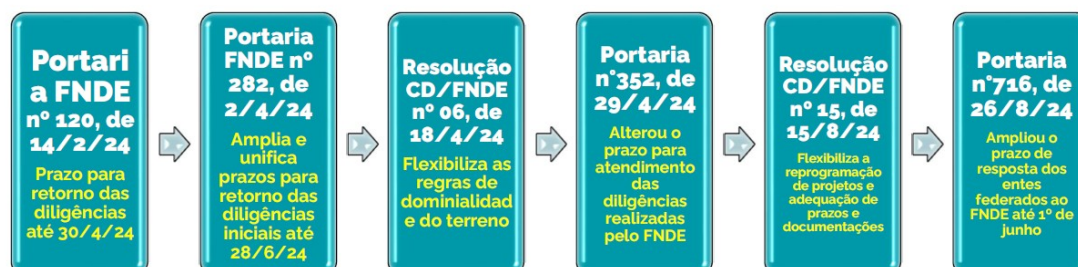 Portari
a FNDE
nº 120, de
14/2/24
Prazo para
retorno das
diligências
até 30/4/24
Portaria
FNDE nº
282, de
2/4/24
Amplia e
unifica
prazos para
retorno das
diligências
iniciais até
28/6/24
Resolução
CD/FNDE
nº 06, de
18/4/24
Flexibiliza as
regras de
dominialidad
e do terreno
Portaria
n°352, de
29/4/24
Alterou o
prazo para
atendimento
das
diligências
realizadas
pelo FNDE
Resolução
CD/FNDE
nº 15, de
15/8/24
Flexibiliza a
reprogramação
de projetos e
adequação de
prazos e
documentações
Portaria
n°716, de
26/8/24
Ampliou o
prazo de
resposta dos
entes
federados ao
FNDE até 1º de
junho